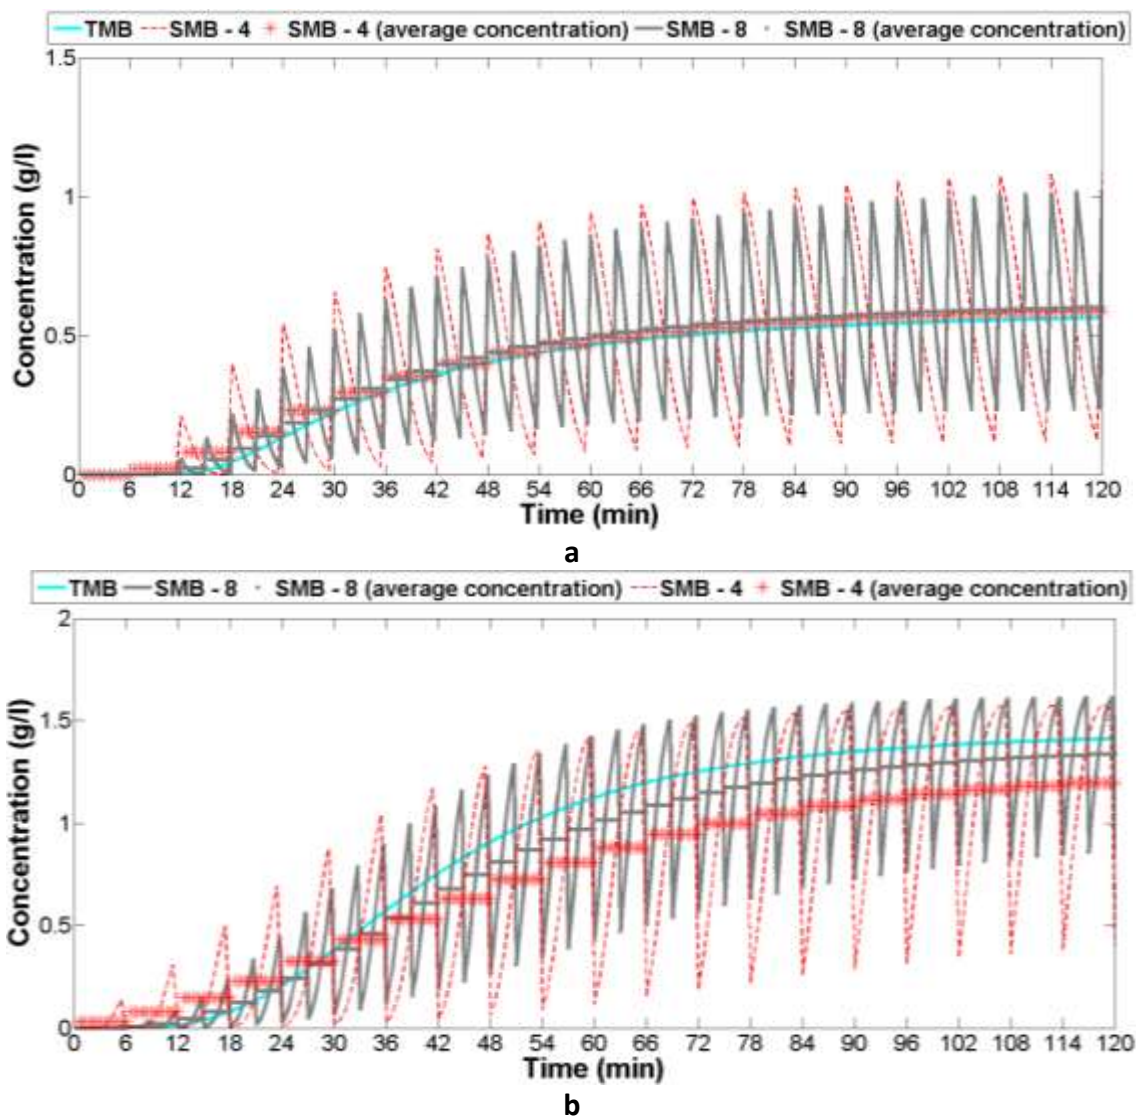 TMB SMB - 4 SMB - 4 (average concentration) SMB - 8 SMB - 8 (average concentration)
1.5
1
0.5
0
Concentration (g/l)
0 6 12 18 24 30 36 42 48 54 60 66 72 78 84 90 96 102 108 114 120
Time (min)
a
TMB SMB - 8 SMB - 8 (average concentration) SMB - 4 SMB - 4 (average concentration)
2
1.5
1
0.5
0
Concentration (g/l)
0 6 12 18 24 30 36 42 48 54 60 66 72 78 84 90 96 102 108 114 120
Time (min)
b